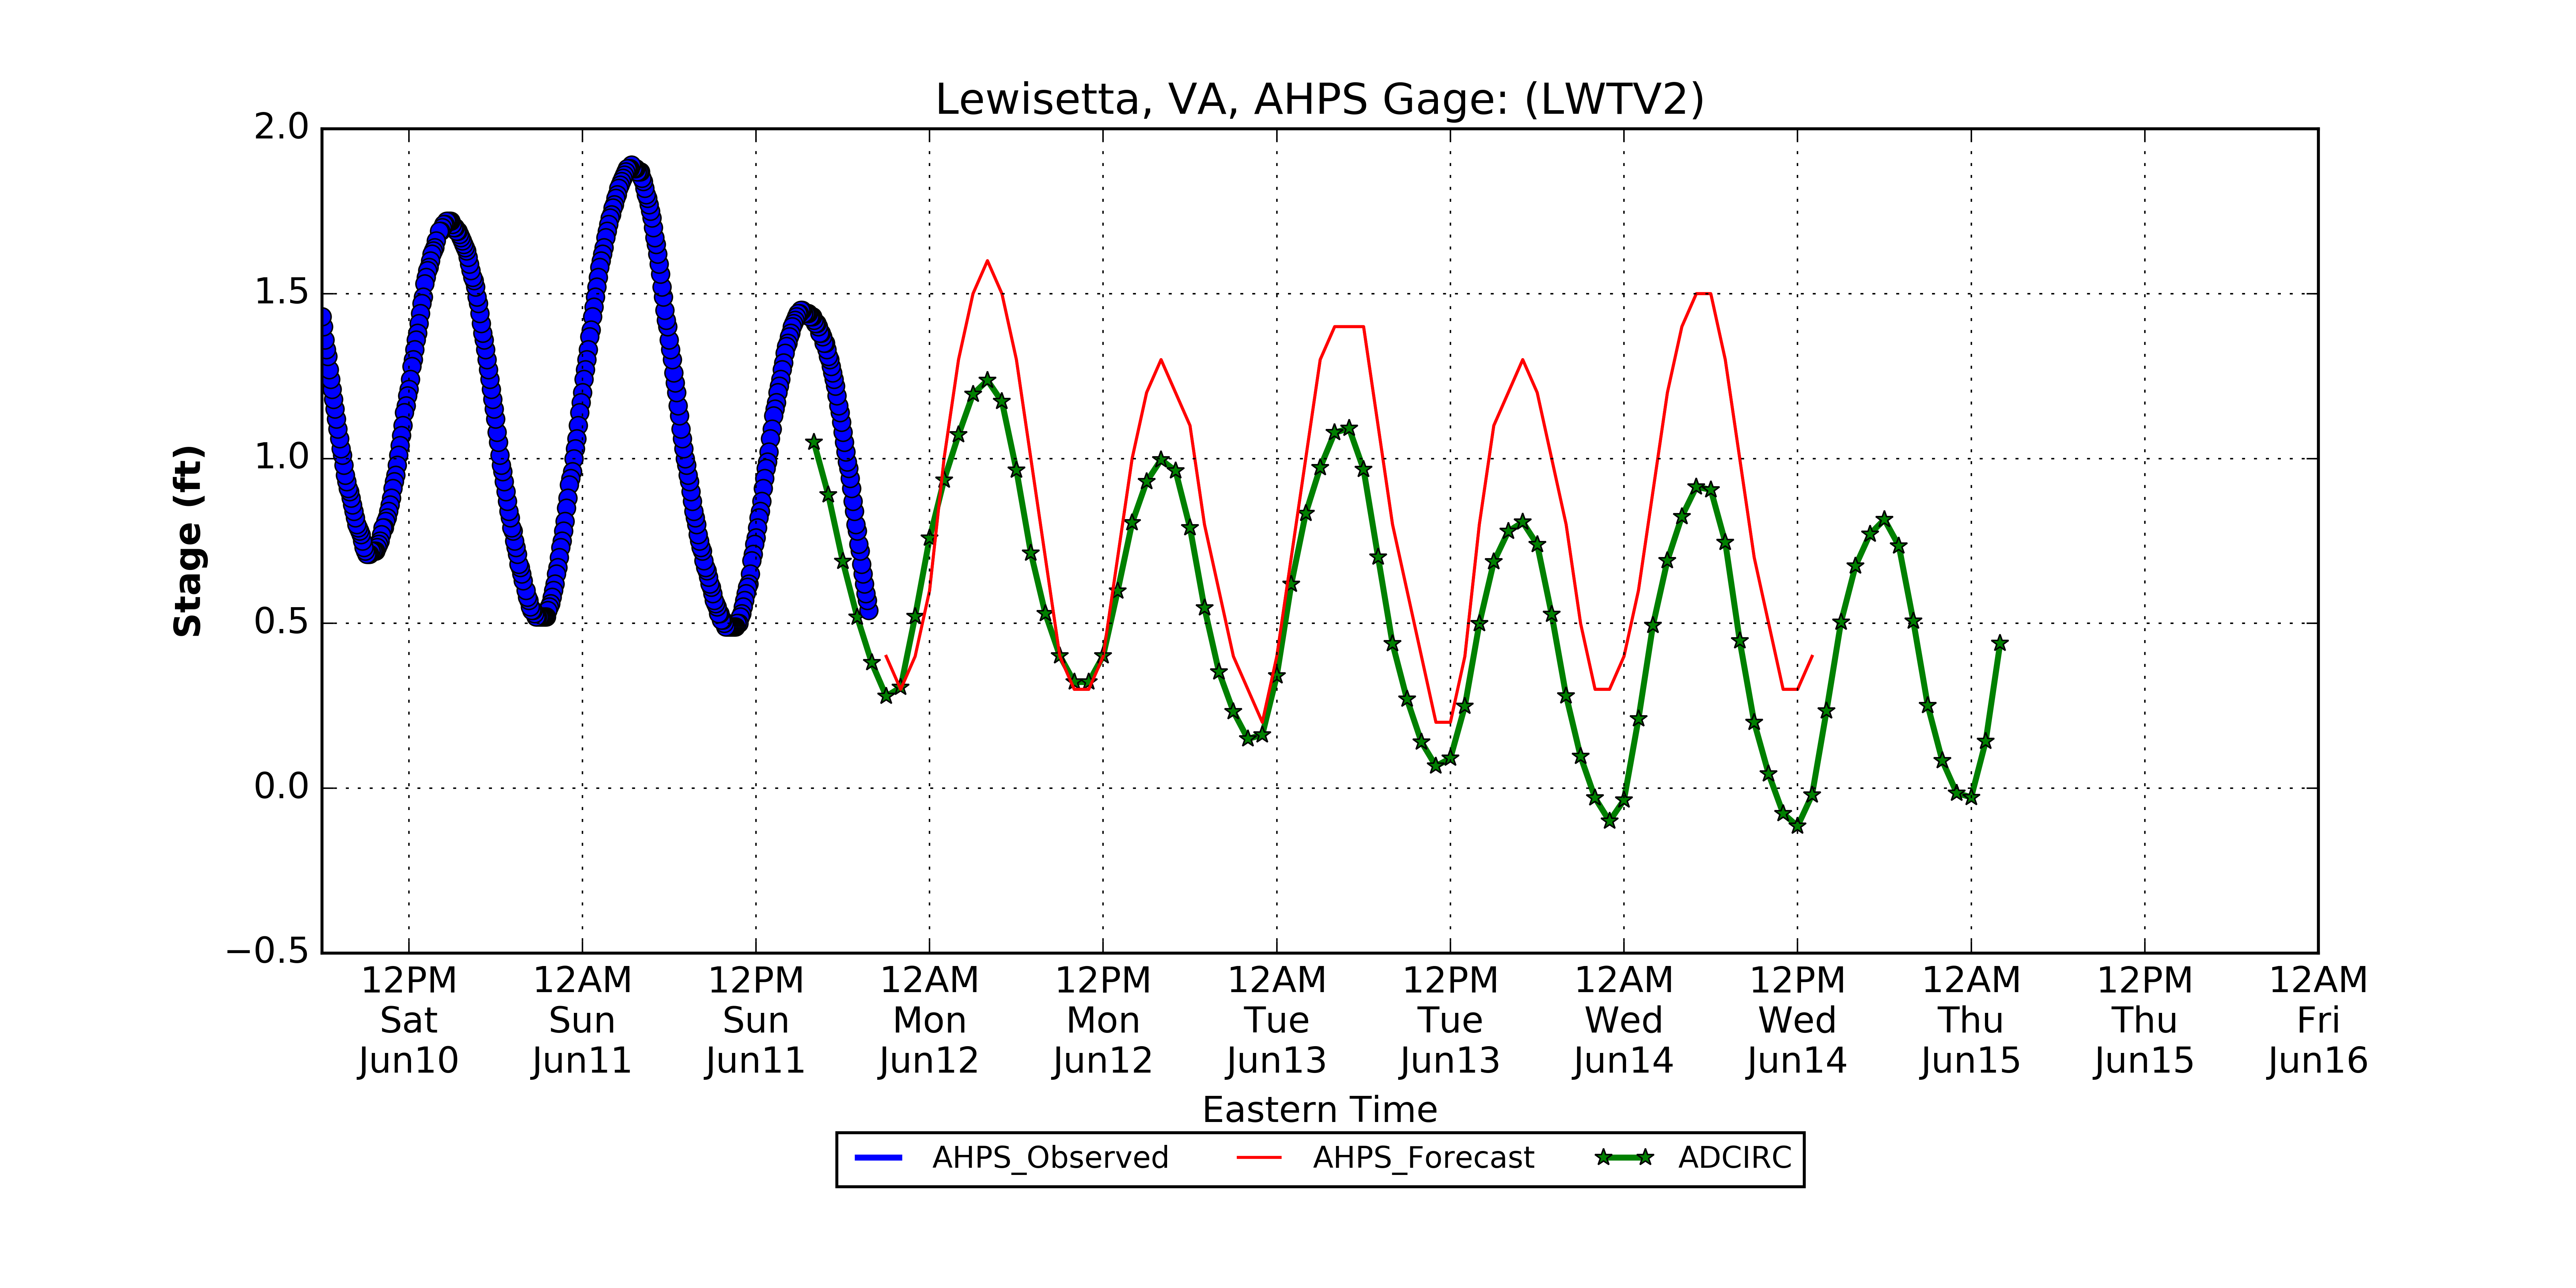 Lewisetta, VA, AHPS Gage: (LWTV2)
Stage (ft)
2.0
1.5
1.0
0.5
0.0
−0.5
12PM 12AM 12PM 12AM 12PM 12AM 12PM 12AM 12PM 12AM 12PM 12AM
Sat Sun Sun Mon Mon Tue Tue Wed Wed Thu Thu Fri
Jun10 Jun11 Jun11 Jun12 Jun12 Jun13 Jun13 Jun14 Jun14 Jun15 Jun15 Jun16
Eastern Time
AHPS_Observed AHPS_Forecast ADCIRC